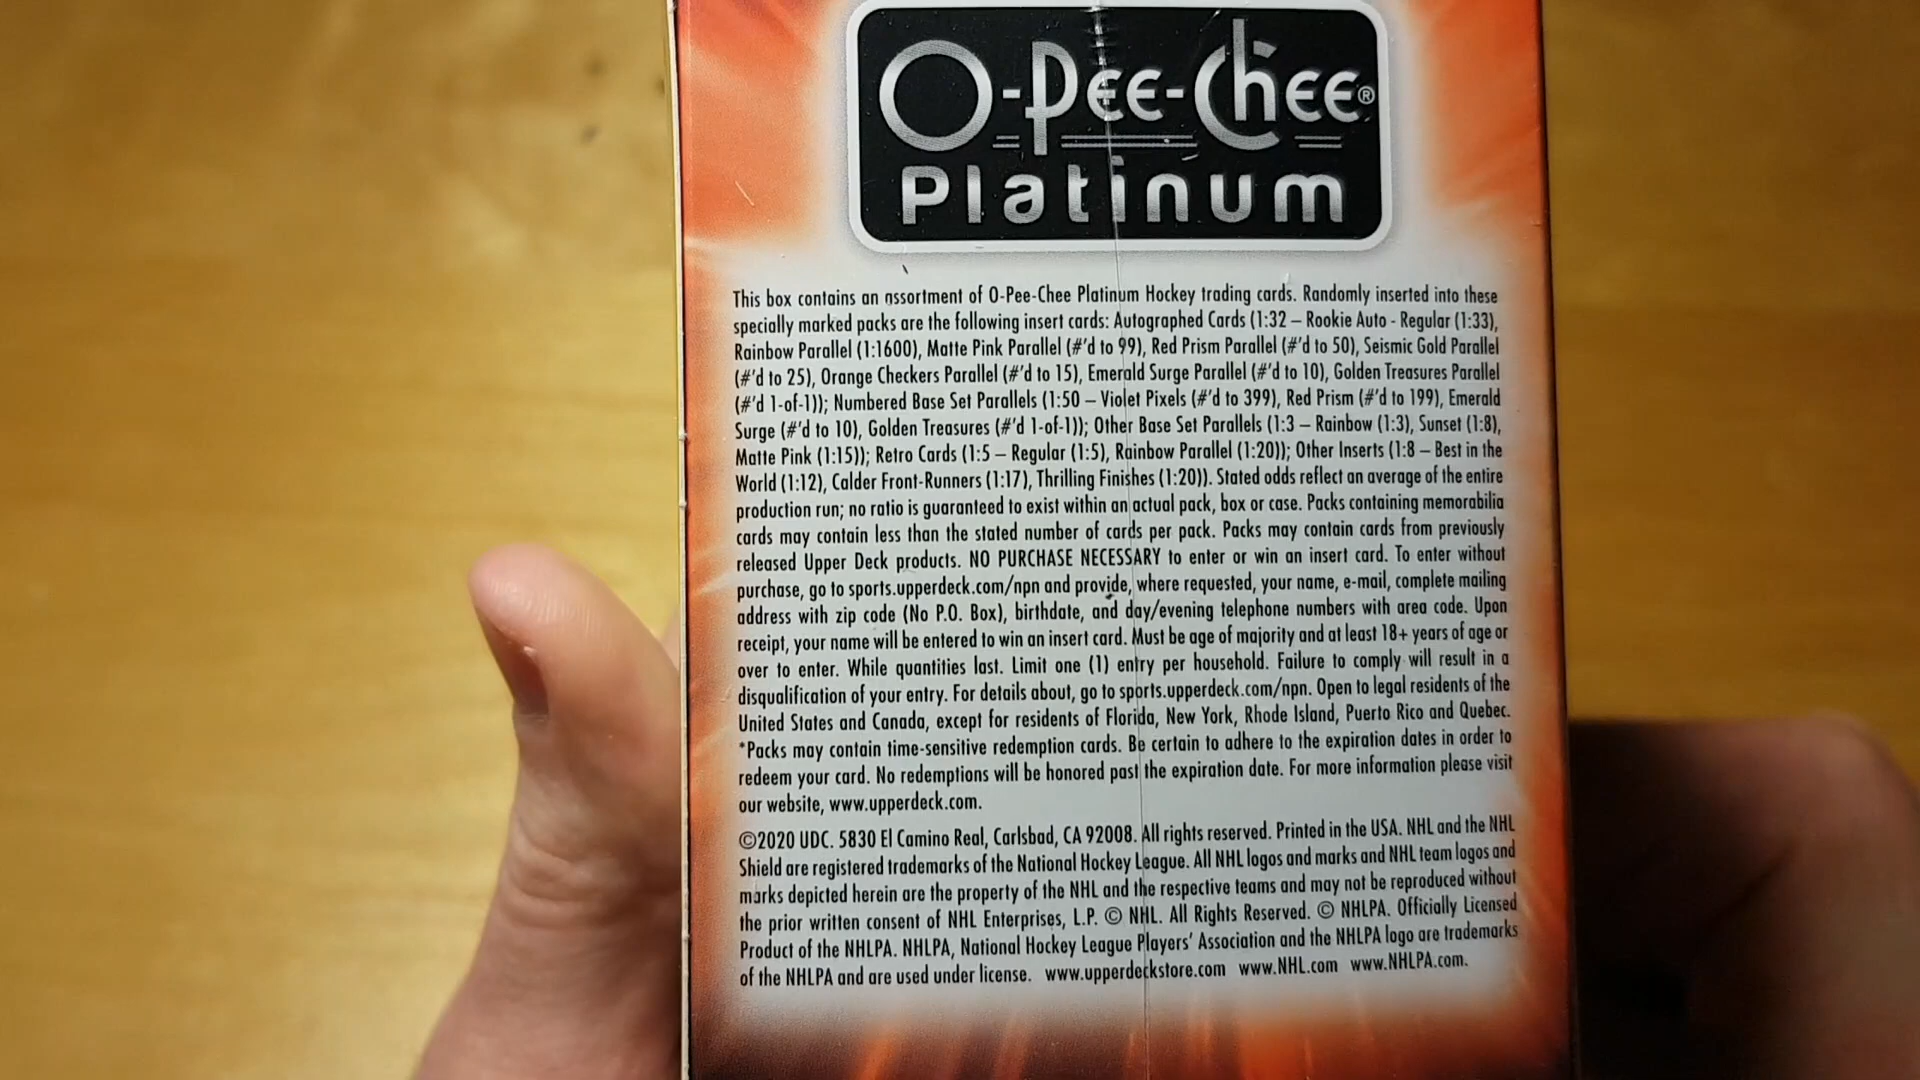 O-Pee-Chee®
Platinum
This box contains an assortment of O-Pee-Chee Platinum Hockey trading cards. Randomly inserted into these
specially marked packs are the following insert cards: Autographed Cards (1:32 – Rookie Auto - Regular (1:33),
Rainbow Parallel (1:1600), Matte Pink Parallel (#'d to 99), Red Prism Parallel (#'d to 50), Seismic Gold Parallel
(#'d to 25), Orange Checkers Parallel (#'d to 15), Emerald Surge Parallel (#'d to 10), Golden Treasures Parallel
(#'d 1-of-1)); Numbered Base Set Parallels (1:50 – Violet Pixels (#'d to 399), Red Prism (#'d to 199), Emerald
Surge (#'d to 10), Golden Treasures (#'d 1-of-1)); Other Base Set Parallels (1:3 – Rainbow (1:3), Sunset (1:8),
Matte Pink (1:15)); Retro Cards (1:5 – Regular (1:5), Rainbow Parallel (1:20)); Other Inserts (1:8 – Best in the
World (1:12), Calder Front-Runners (1:17), Thrilling Finishes (1:20)). Stated odds reflect an average of the entire
production run; no ratio is guaranteed to exist within an actual pack, box or case. Packs containing memorabilia
cards may contain less than the stated number of cards per pack. Packs may contain cards from previously
released Upper Deck products. NO PURCHASE NECESSARY to enter or win an insert card. To enter without
purchase, go to sports.upperdeck.com/npn and provide, where requested, your name, e-mail, complete mailing
address with zip code (No P.O. Box), birthdate, and day/evening telephone numbers with area code. Upon
receipt, your name will be entered to win an insert card. Must be age of majority and at least 18+ years of age or
over to enter. While quantities last. Limit one (1) entry per household. Failure to comply will result in a
disqualification of your entry. For details about, go to sports.upperdeck.com/npn. Open to legal residents of the
United States and Canada, except for residents of Florida, New York, Rhode Island, Puerto Rico and Quebec.
*Packs may contain time-sensitive redemption cards. Be certain to adhere to the expiration dates in order to
redeem your card. No redemptions will be honored past the expiration date. For more information please visit
our website, www.upperdeck.com.
©2020 UDC. 5830 El Camino Real, Carlsbad, CA 92008. All rights reserved. Printed in the USA. NHL and the NHL
Shield are registered trademarks of the National Hockey League. All NHL logos and marks and NHL team logos and
marks depicted herein are the property of the NHL and the respective teams and may not be reproduced without
the prior written consent of NHL Enterprises, L.P. © NHL. All Rights Reserved. © NHLPA. Officially Licensed
Product of the NHLPA. NHLPA, National Hockey League Players' Association and the NHLPA logo are trademarks
of the NHLPA and are used under license. www.upperdeckstore.com www.NHL.com www.NHLPA.com.